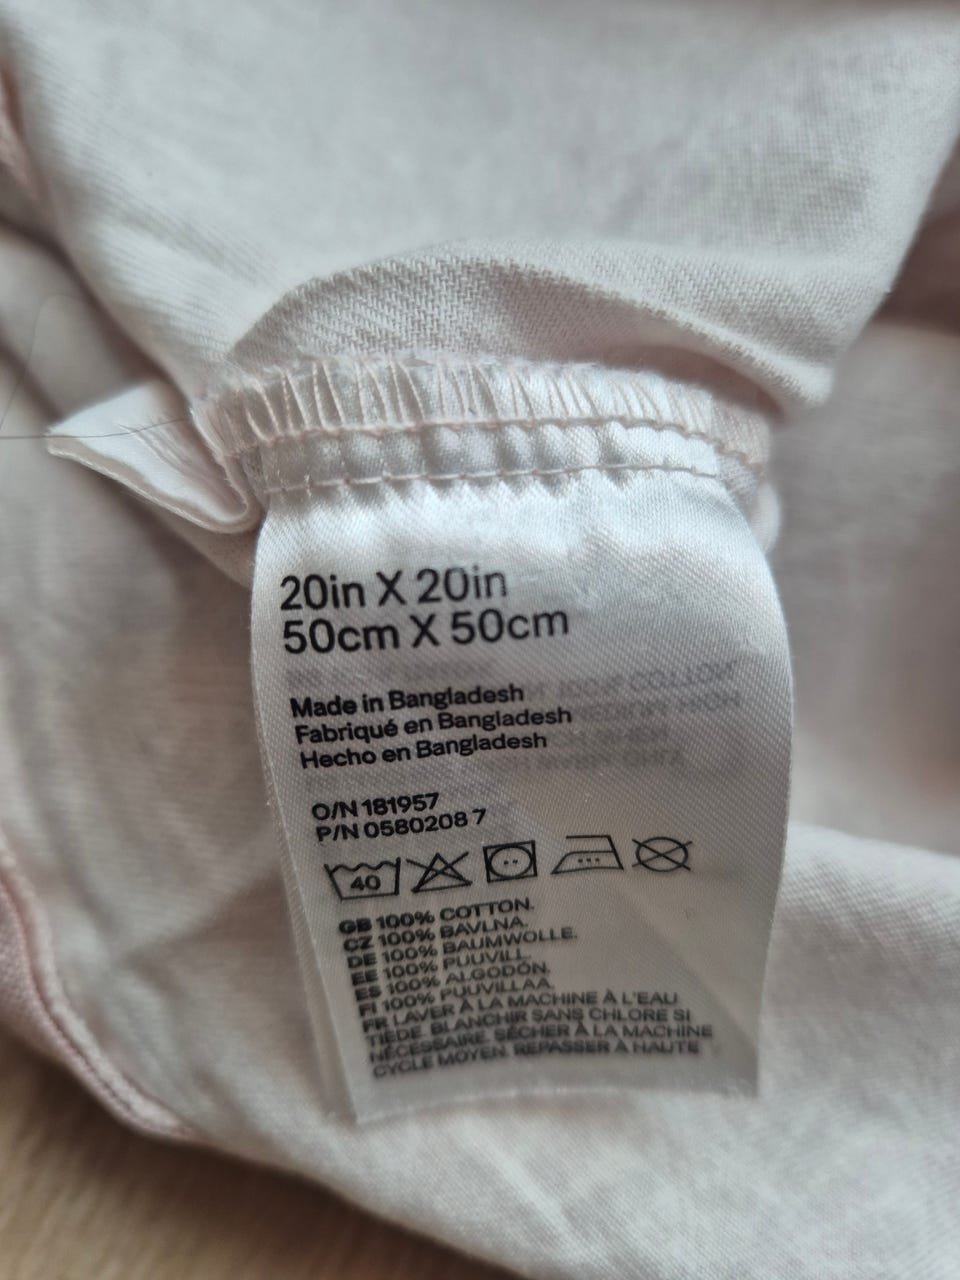 20in X 20in
50cm X 50cm
Made in Bangladesh
Fabriqué en Bangladesh
Hecho en Bangladesh
O/N 181957
P/N 0580208 7
40
GB 100% COTTON.
CZ 100% BAVLNA.
DE 100% BAUMWOLLE.
EE 100% PUUVILL.
ES 100% ALGODÓN.
FI 100% PUUVILLAA.
FR LAVER À LA MACHINE À L'EAU
TIÈDE. BLANCHIR SANS CHLORE SI
NÉCESSAIRE. SÉCHER À LA MACHINE
CYCLE MOYEN. REPASSER À HAUTE